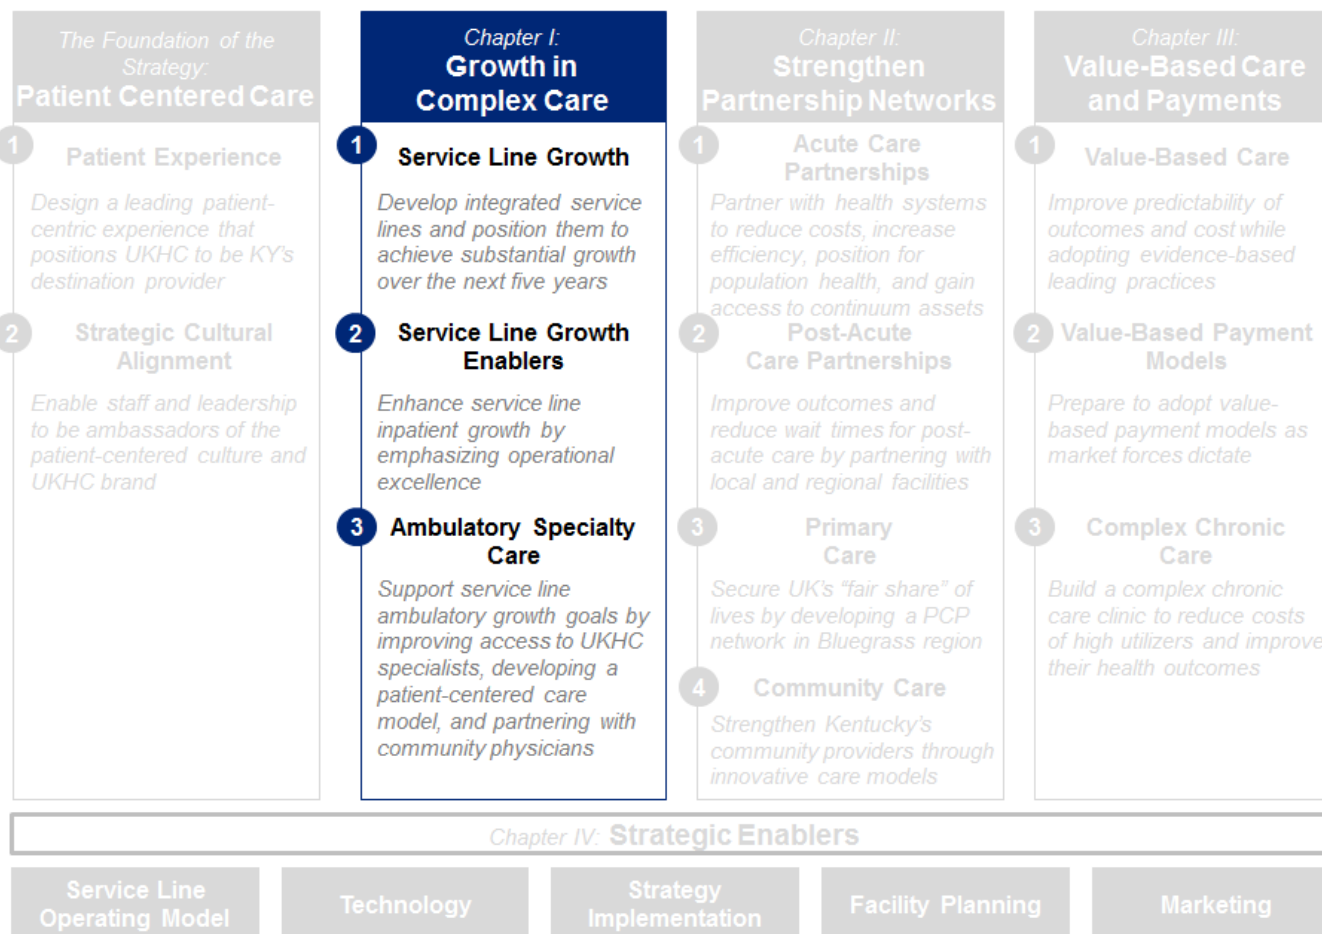 The Foundation of the
Strategy:
Patient Centered Care
1
Patient Experience
Design a leading patient-
centric experience that
positions UKHC to be KY's
destination provider
2
Strategic Cultural
Alignment
Enable staff and leadership
to be ambassadors of the
patient-centered culture and
UKHC brand
Chapter I:
Growth in
Complex Care
1
Service Line Growth
Develop integrated service
lines and position them to
achieve substantial growth
over the next five years
2
Service Line Growth
Enablers
Enhance service line
inpatient growth by
emphasizing operational
excellence
3
Ambulatory Specialty
Care
Support service line
ambulatory growth goals by
improving access to UKHC
specialists, developing a
patient-centered care
model, and partnering with
community physicians
Chapter II:
Strengthen
Partnership Networks
1
Acute Care
Partnerships
Partner with health systems
to reduce costs, increase
efficiency, position for
population health, and gain
access to continuum assets
2
Post-Acute
Care Partnerships
Improve outcomes and
reduce wait times for post-
acute care by partnering with
local and regional facilities
3
Primary
Care
Secure UK's "fair share" of
lives by developing a PCP
network in Bluegrass region
4
Community Care
Strengthen Kentucky's
community providers through
innovative care models
Chapter III:
Value-Based Care
and Payments
1
Value-Based Care
Improve predictability of
outcomes and cost while
adopting evidence-based
leading practices
2
Value-Based Payment
Models
Prepare to adopt value-
based payment models as
market forces dictate
3
Complex Chronic
Care
Build a complex chronic
care clinic to reduce costs
of high utilizers and improve
their health outcomes
Chapter IV: Strategic Enablers
Service Line
Operating Model
Technology
Strategy
Implementation
Facility Planning
Marketing